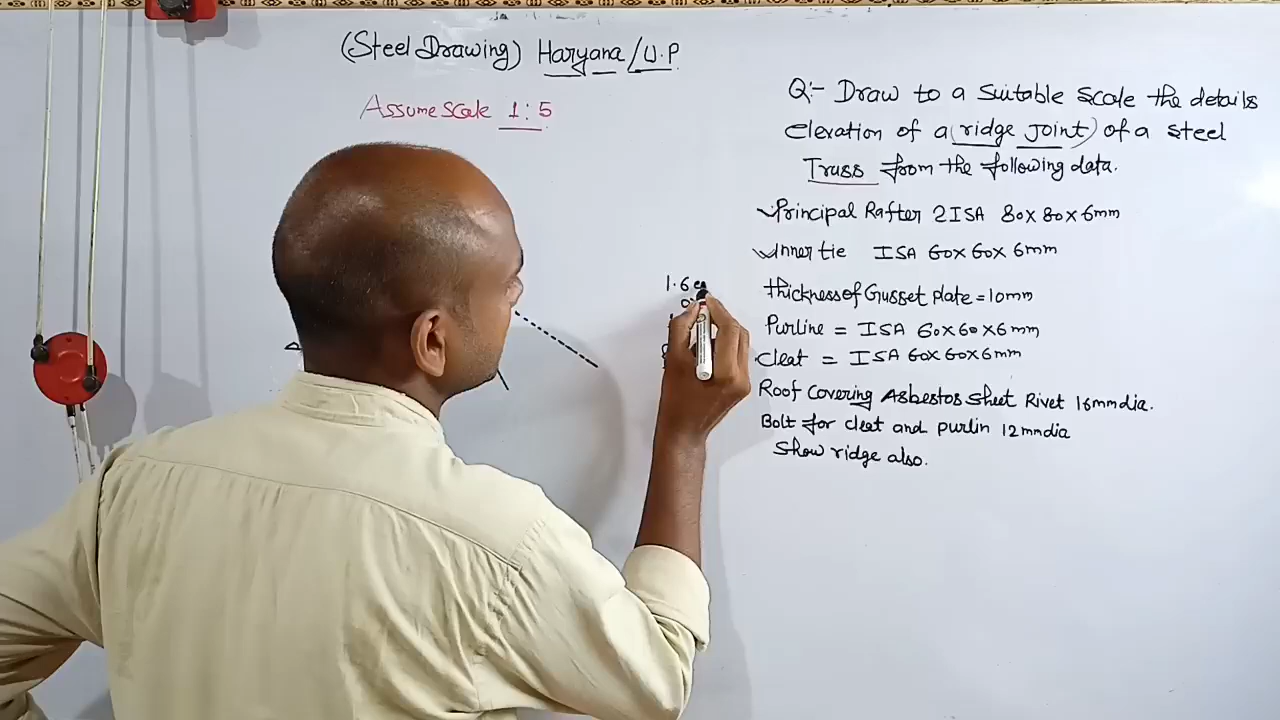 (Steel Drawing) Haryana/U.P
Assume scale 1:5
Q:- Draw to a suitable scale the details
elevation of a (ridge joint) of a steel
Truss from the following data.
Principal Rafter 2ISA 80x80x6mm
Inner tie ISA 60x60x6mm
thickness of Gusset plate = 10mm
Purline = ISA 60x60x6mm
cleat = ISA 60x60x6mm
Roof covering Asbestos sheet Rivet 16mm dia.
Bolt for cleat and purlin 12mm dia
show ridge also.
1.6